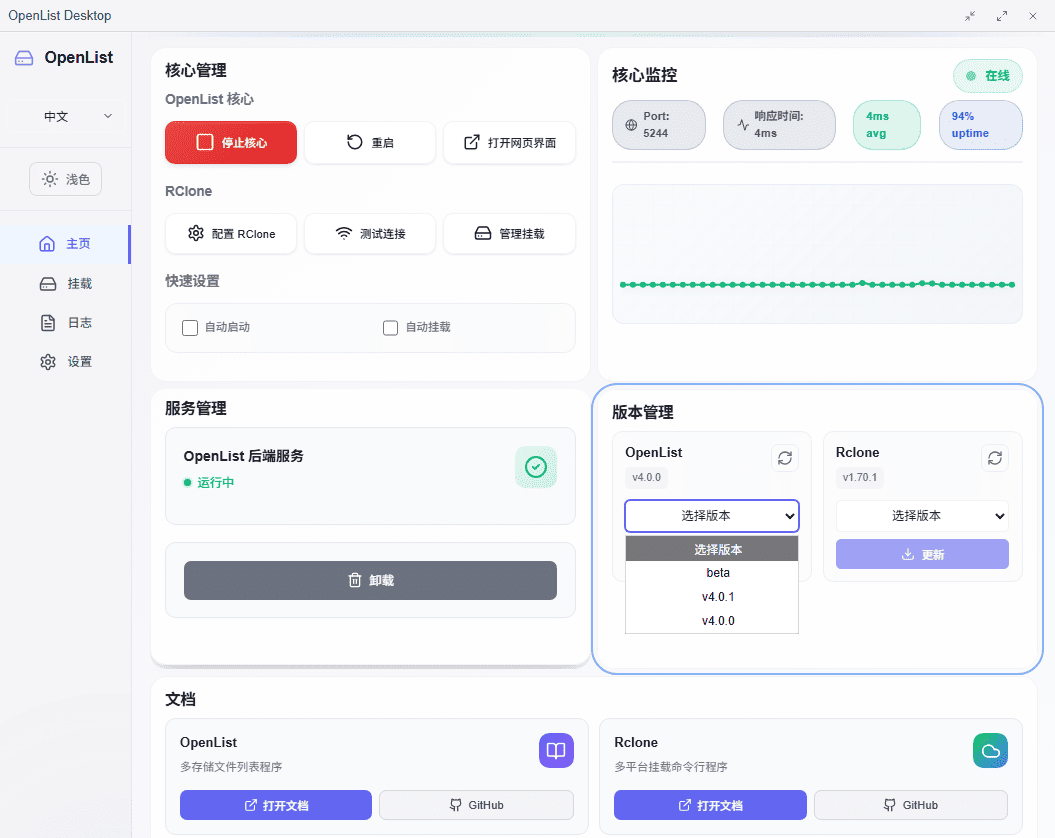 OpenList Desktop
OpenList
中文
浅色
主页
挂载
日志
设置
核心管理
OpenList 核心
停止核心
重启
打开网页界面
RClone
配置 RClone
测试连接
管理挂载
快速设置
自动启动
自动挂载
核心监控
在线
Port:
5244
响应时间:
4ms
4ms
avg
94%
uptime
服务管理
OpenList 后端服务
运行中
卸载
版本管理
OpenList
v4.0.0
选择版本
选择版本
beta
v4.0.1
v4.0.0
Rclone
v1.70.1
选择版本
更新
文档
OpenList
多存储文件列表程序
打开文档
GitHub
Rclone
多平台挂载命令行程序
打开文档
GitHub